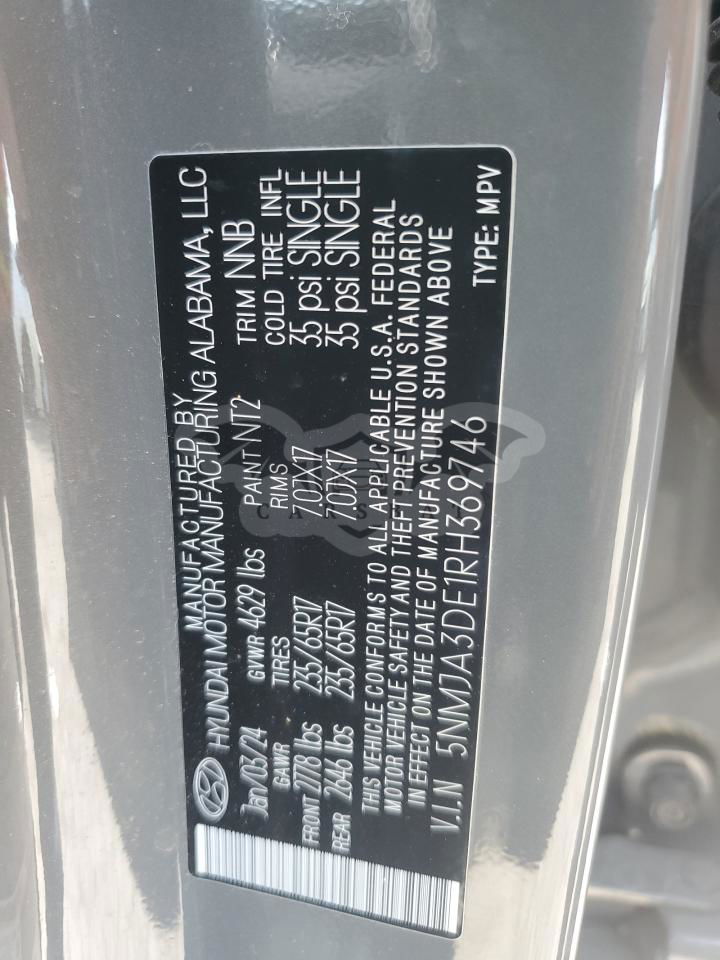 MANUFACTURED BY
HYUNDAI MOTOR MANUFACTURING ALABAMA, LLC
Jan/03/24 GVWR 4629 lbs PAINT NT2 TRIM NNB
GAWR TIRES RIMS COLD TIRE INFL
FRONT 2778 lbs 235/65R17 7.0JX17 35 psi SINGLE
REAR 2646 lbs 235/65R17 7.0JX17 35 psi SINGLE
THIS VEHICLE CONFORMS TO ALL APPLICABLE U.S.A. FEDERAL
MOTOR VEHICLE SAFETY AND THEFT PREVENTION STANDARDS
IN EFFECT ON THE DATE OF MANUFACTURE SHOWN ABOVE
V.I.N 5NMJA3DE1RH369746
TYPE: MPV